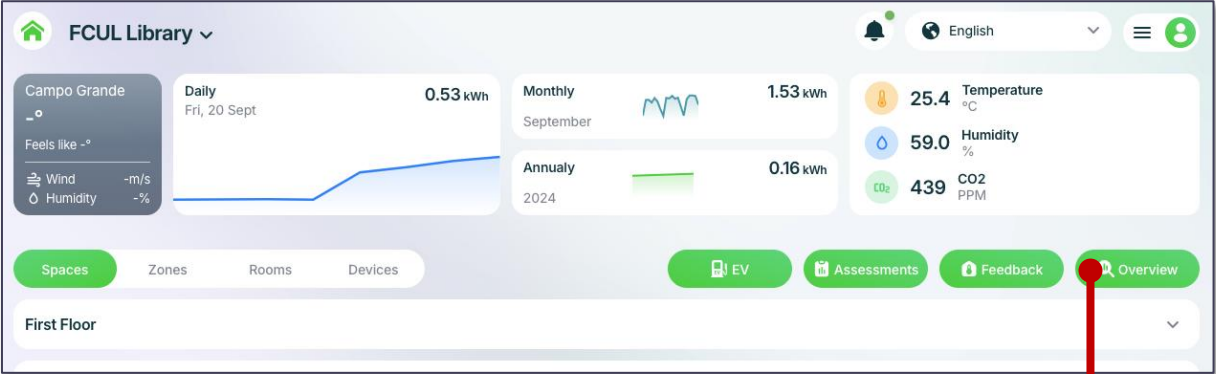 FCUL Library
English
Campo Grande
-°
Feels like -°
Wind -m/s
Humidity -%
Daily 0.53 kWh
Fri, 20 Sept
Monthly 1.53 kWh
September
Annualy 0.16 kWh
2024
25.4 Temperature
°C
59.0 Humidity
%
CO2 439 CO2
PPM
Spaces Zones Rooms Devices EV Assessments Feedback Overview
First Floor